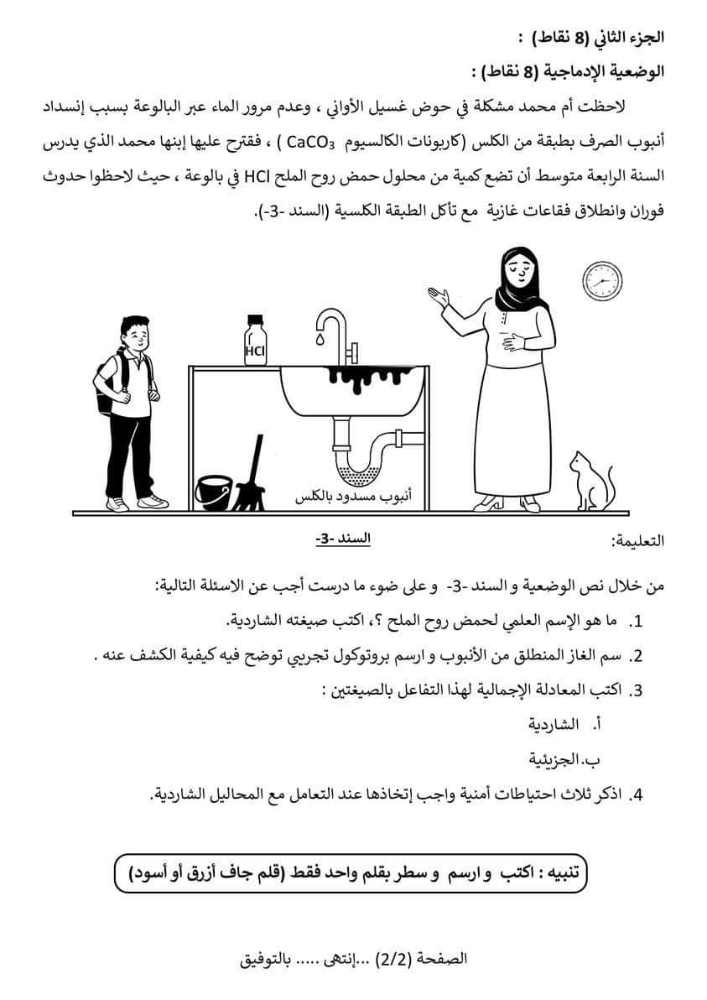 الجزء الثاني (8 نقاط) :
الوضعية الإدماجية (8 نقاط) :
لاحظت أم محمد مشكلة في حوض غسيل الأواني ، وعدم مرور الماء عبر البالوعة بسبب إنسداد
أنبوب الصرف بطبقة من الكلس (كاربونات الكالسيوم CaCO₃ ) ، فقترح عليها إبنها محمد الذي يدرس
السنة الرابعة متوسط أن تضع كمية من محلول حمض روح الملح HCl في بالوعة ، حيث لاحظوا حدوث
فوران وانطلاق فقاعات غازية مع تأكل الطبقة الكلسية (السند -3-).
HCl
أنبوب مسدود بالكلس
السند -3-
التعليمة:
من خلال نص الوضعية و السند -3- و على ضوء ما درست أجب عن الاسئلة التالية:
1. ما هو الإسم العلمي لحمض روح الملح ؟، اكتب صيغته الشاردية.
2. سم الغاز المنطلق من الأنبوب و ارسم بروتوكول تجريبي توضح فيه كيفية الكشف عنه .
3. اكتب المعادلة الإجمالية لهذا التفاعل بالصيغتين :
أ. الشاردية
ب. الجزيئية
4. اذكر ثلاث احتياطات أمنية واجب إتخاذها عند التعامل مع المحاليل الشاردية.
تنبيه : اكتب و ارسم و سطر بقلم واحد فقط (قلم جاف أزرق أو أسود)
الصفحة (2/2) ...إنتهى ..... بالتوفيق